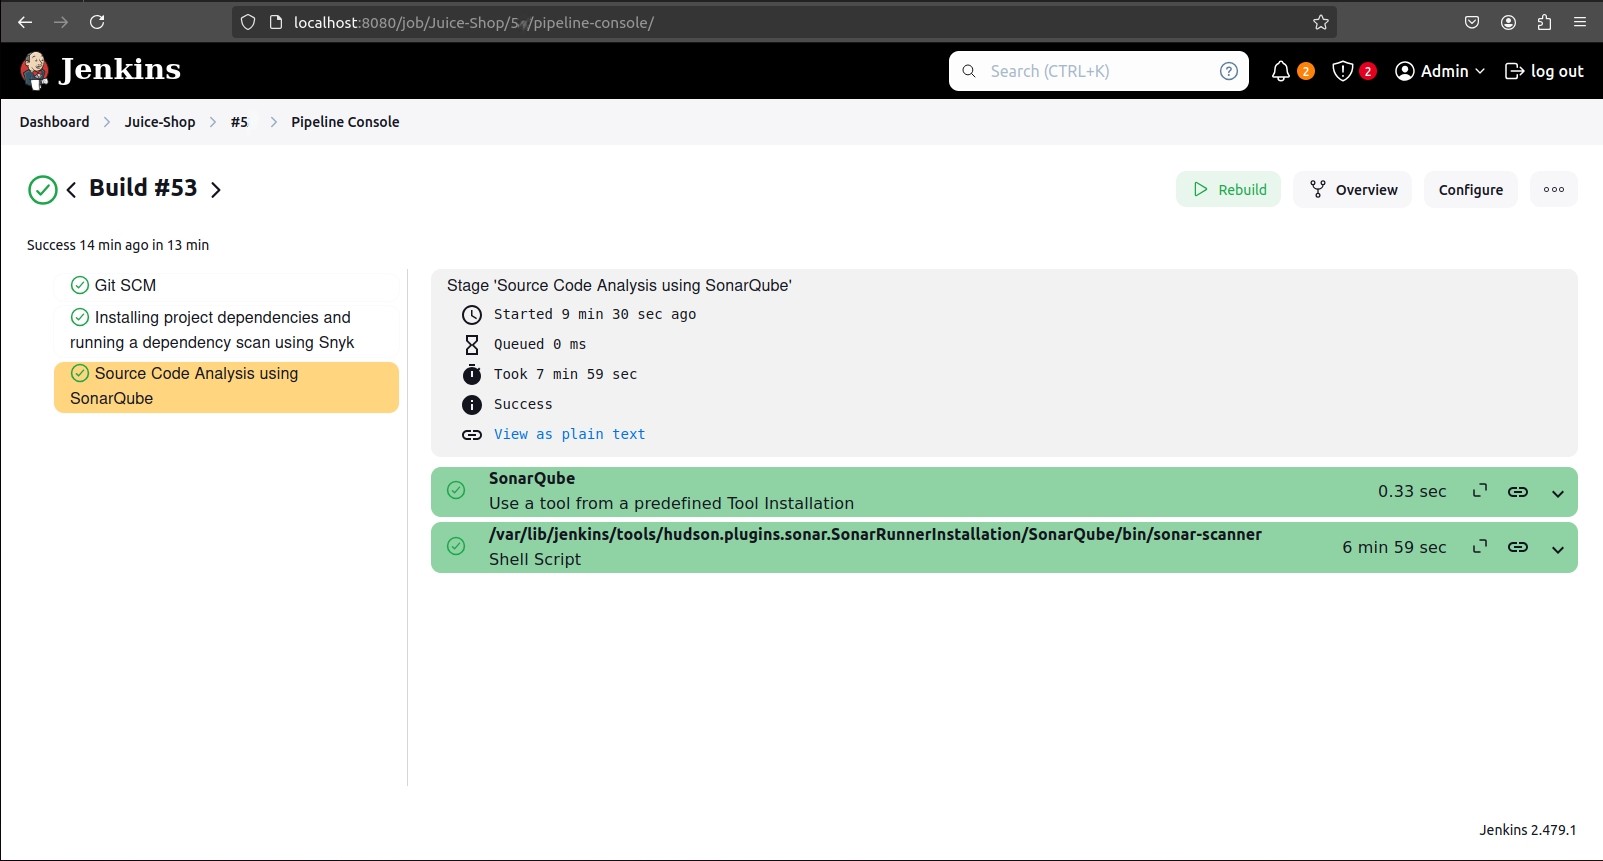 localhost:8080/job/Juice-Shop/5 /pipeline-console/
Jenkins
Search (CTRL+K)
?
2
2
Admin
log out
Dashboard > Juice-Shop > #5 > Pipeline Console
Build #53
Rebuild
Overview
Configure
Success 14 min ago in 13 min
Git SCM
Installing project dependencies and
running a dependency scan using Snyk
Source Code Analysis using
SonarQube
Stage 'Source Code Analysis using SonarQube'
Started 9 min 30 sec ago
Queued 0 ms
Took 7 min 59 sec
Success
View as plain text
SonarQube
Use a tool from a predefined Tool Installation
0.33 sec
/var/lib/jenkins/tools/hudson.plugins.sonar.SonarRunnerInstallation/SonarQube/bin/sonar-scanner
Shell Script
6 min 59 sec
Jenkins 2.479.1